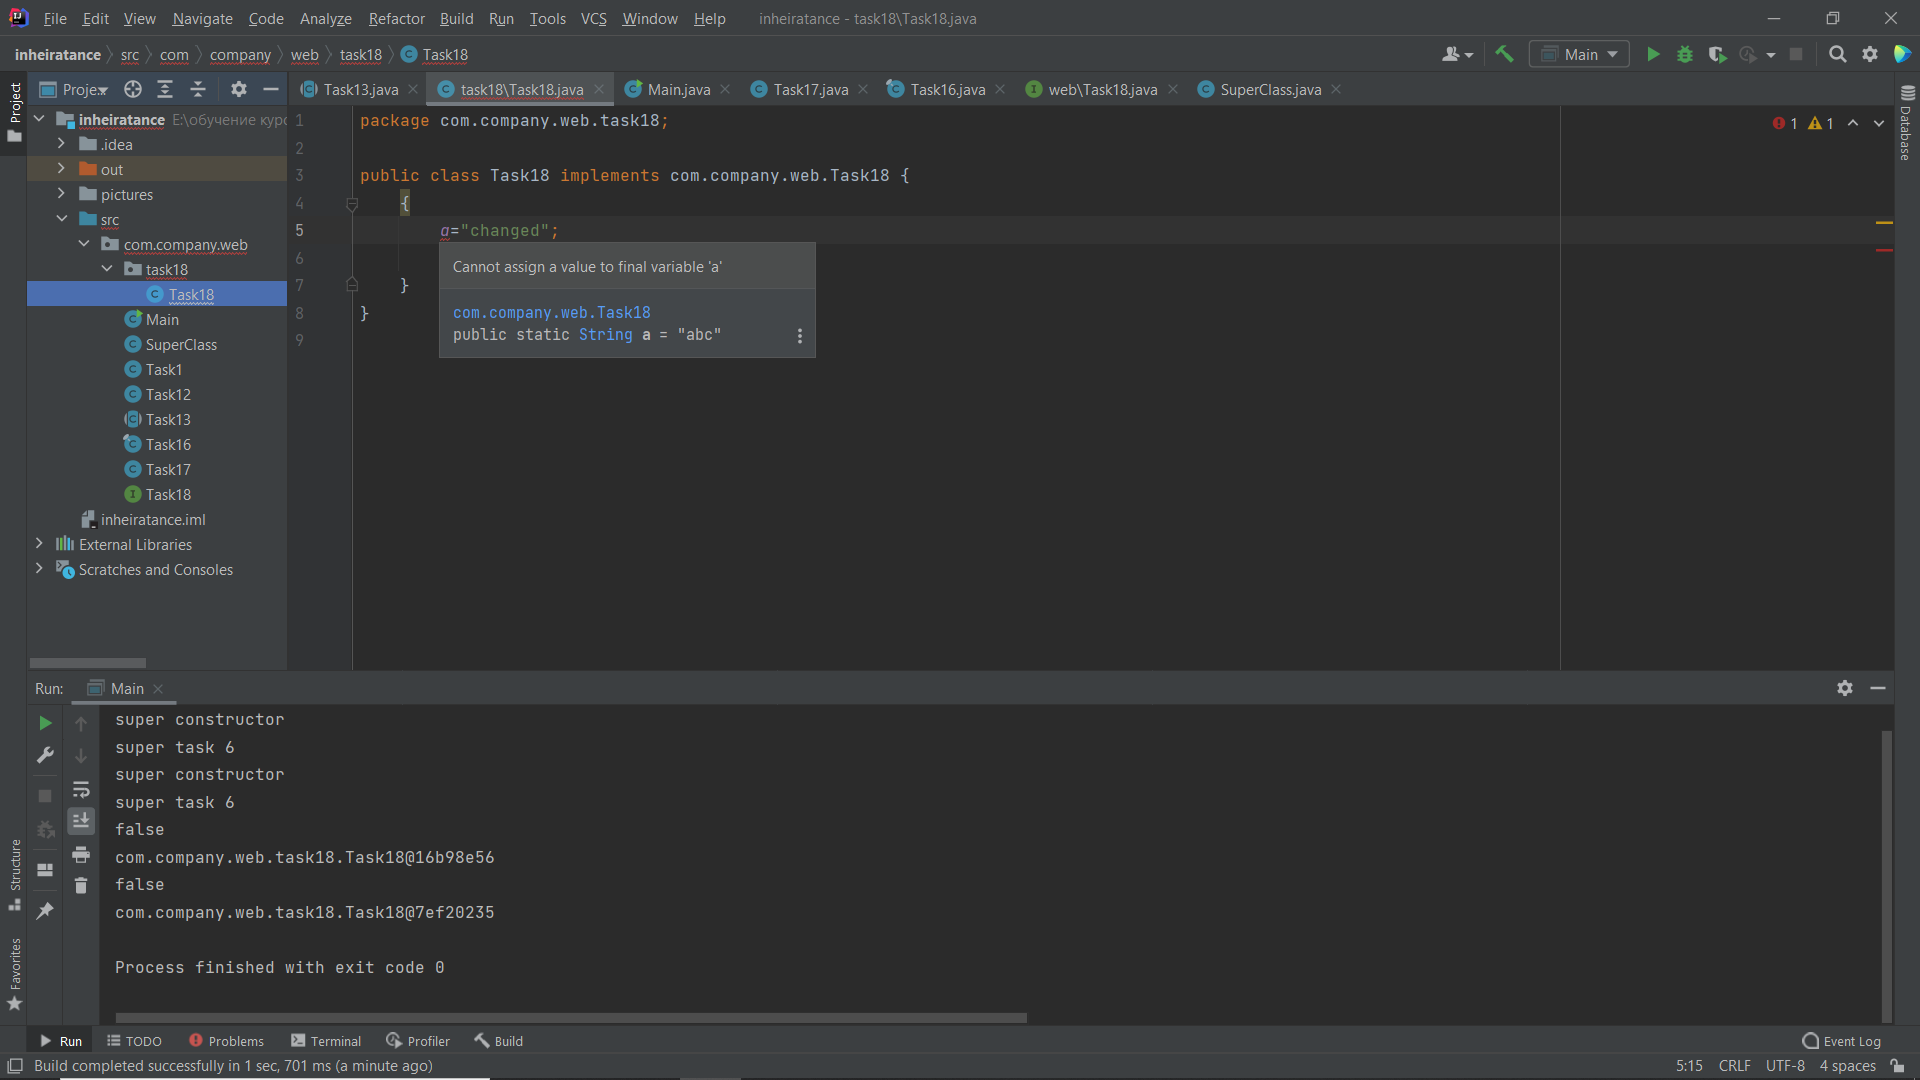 File Edit View Navigate Code Analyze Refactor Build Run Tools VCS Window Help inheiratance - task18\Task18.java
inheiratance src com company web task18 Task18 Main
Project
Proje... Task13.java task18\Task18.java Main.java Task17.java Task16.java web\Task18.java SuperClass.java
Database
inheiratance E:\обучение курс
.idea
out
pictures
src
com.company.web
task18
Task18
Main
SuperClass
Task1
Task12
Task13
Task16
Task17
Task18
inheiratance.iml
External Libraries
Scratches and Consoles
1 package com.company.web.task18;
1 1
2
3 public class Task18 implements com.company.web.Task18 {
4 {
5 a="changed";
6
7 }
8 }
9
Cannot assign a value to final variable 'a'
com.company.web.Task18
public static String a = "abc"
Run: Main
super constructor
super task 6
super constructor
super task 6
false
com.company.web.task18.Task18@16b98e56
false
com.company.web.task18.Task18@7ef20235
Process finished with exit code 0
Structure
Favorites
Run TODO Problems Terminal Profiler Build Event Log
Build completed successfully in 1 sec, 701 ms (a minute ago) 5:15 CRLF UTF-8 4 spaces